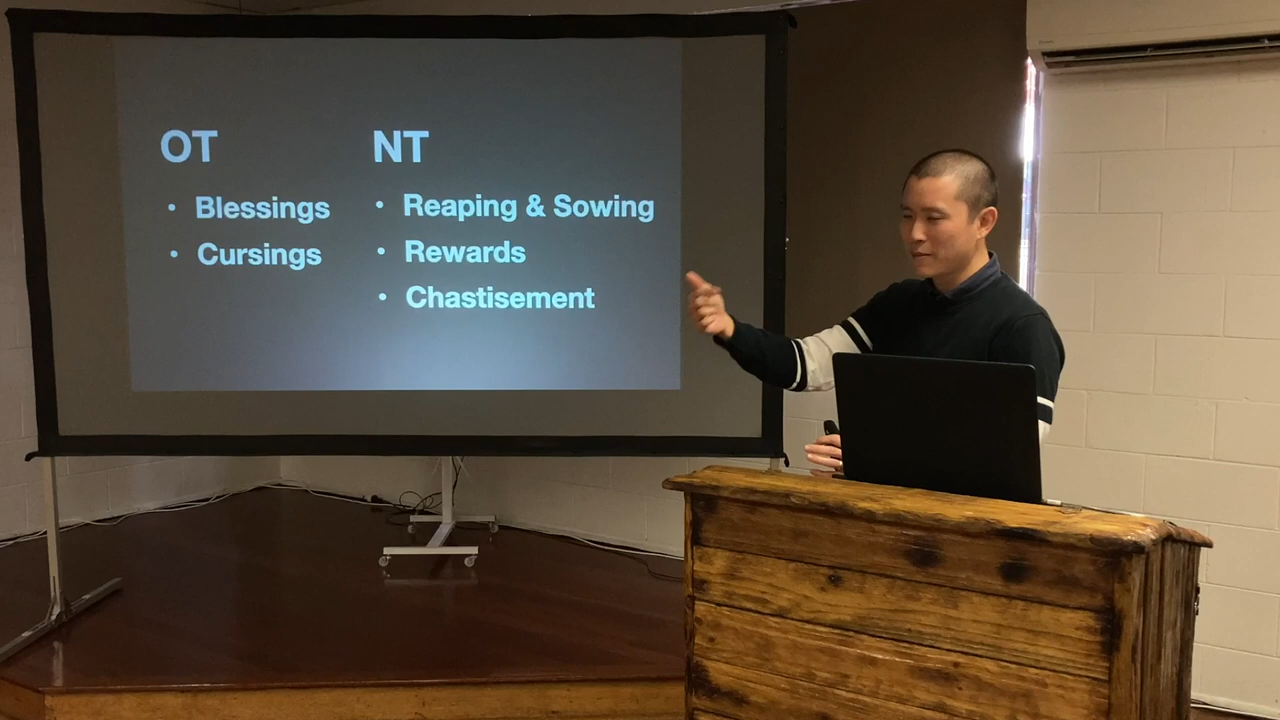 OT
• Blessings
• Cursings
NT
• Reaping & Sowing
• Rewards
• Chastisement